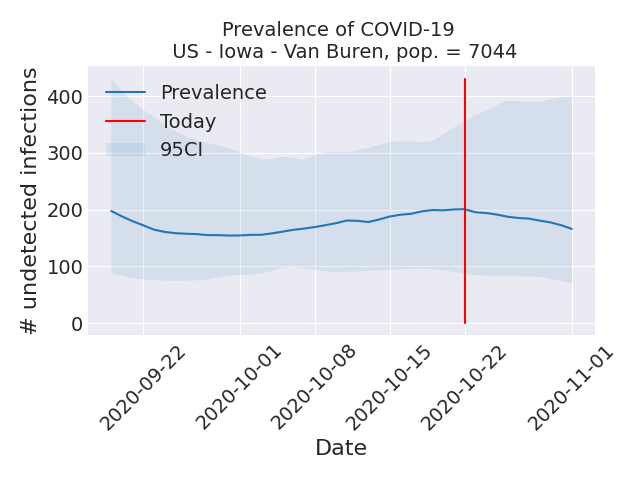 Prevalence of COVID-19
US - Iowa - Van Buren, pop. = 7044
# undetected infections
400
300
200
100
0
Prevalence
Today
95CI
2020-09-22
2020-10-01
2020-10-08
2020-10-15
2020-10-22
2020-11-01
Date